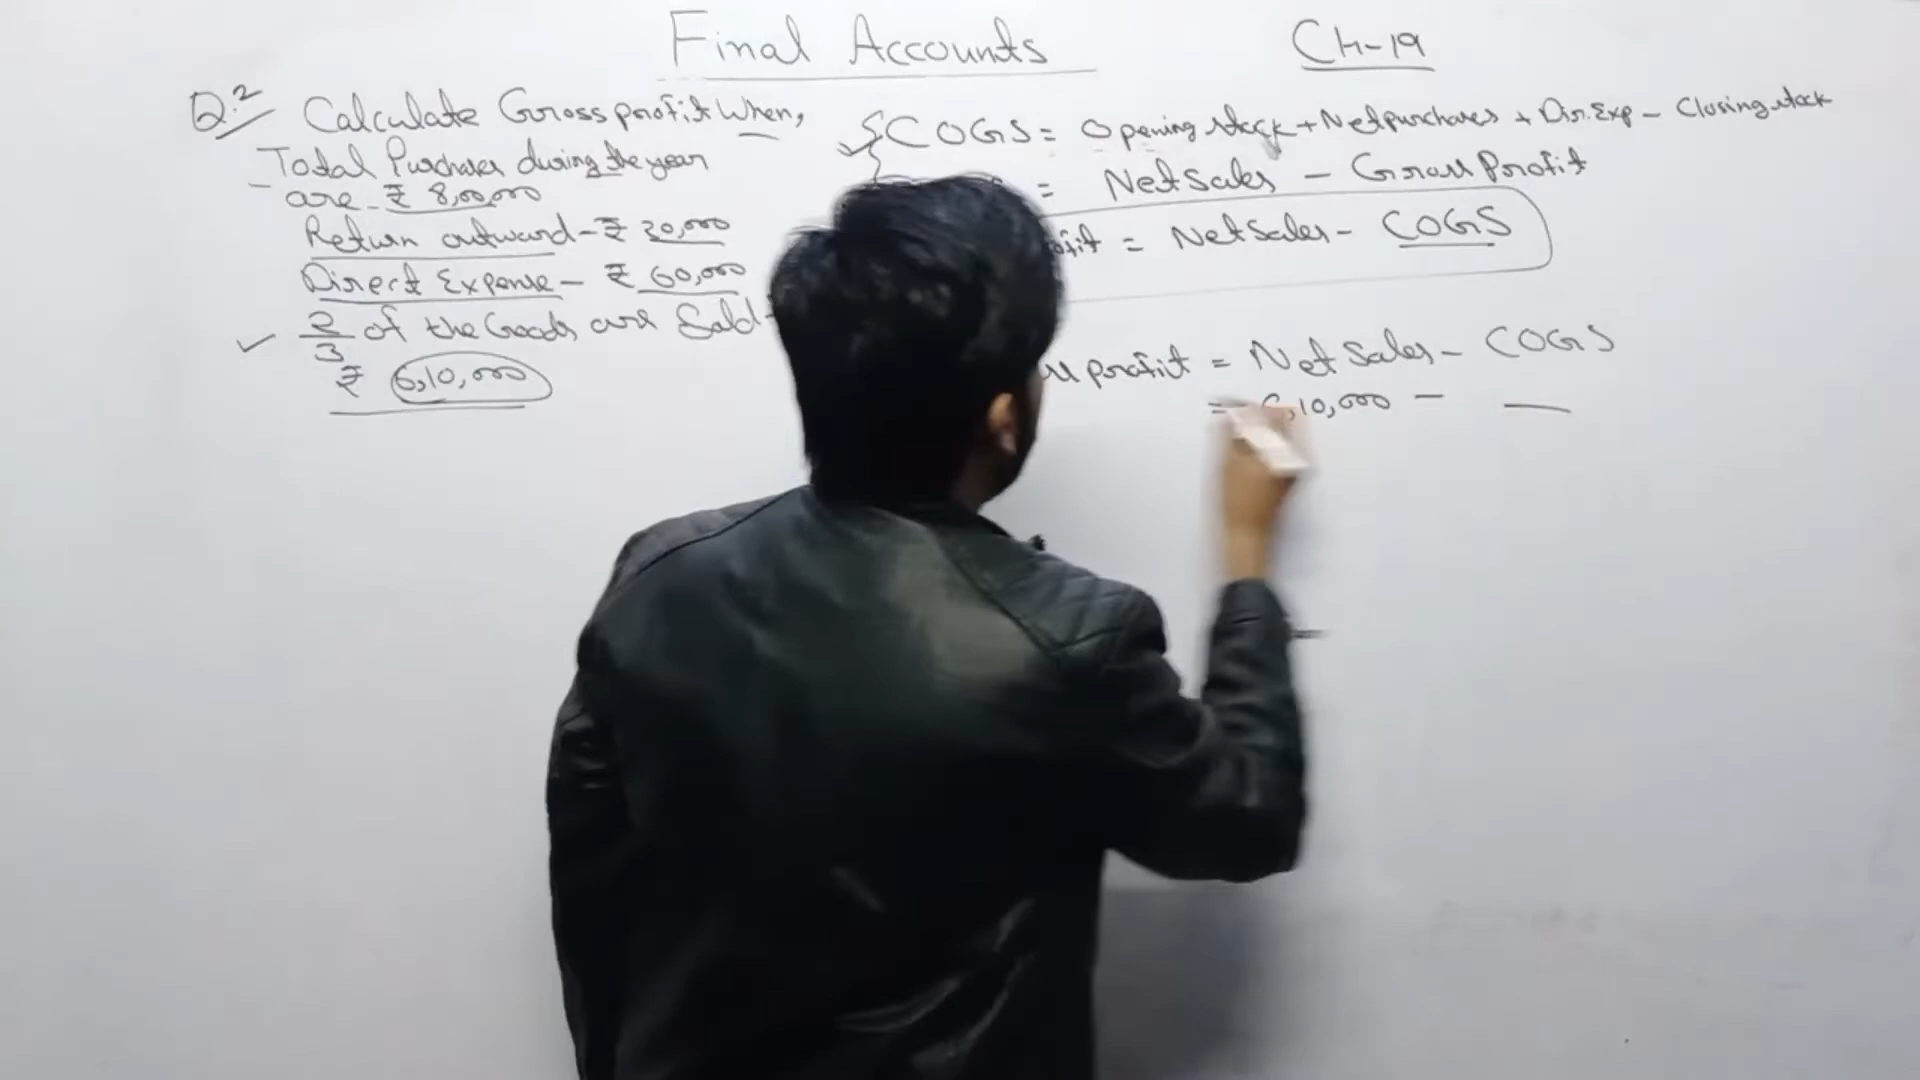 Final Accounts
Ch-19
Q.2 Calculate Gross profit When,
Total Purchases during the year
are - ₹ 8,00,000
Return outward - ₹ 20,000
Direct Expense - ₹ 60,000
2/3 of the Goods are Sold -
₹ 6,10,000
COGS = Opening stock + Net purchases + Dir. Exp - Closing stock
= Net Sales - Gross Profit
= Net Sales - COGS
profit = Net Sales - COGS
= 6,10,000 - —